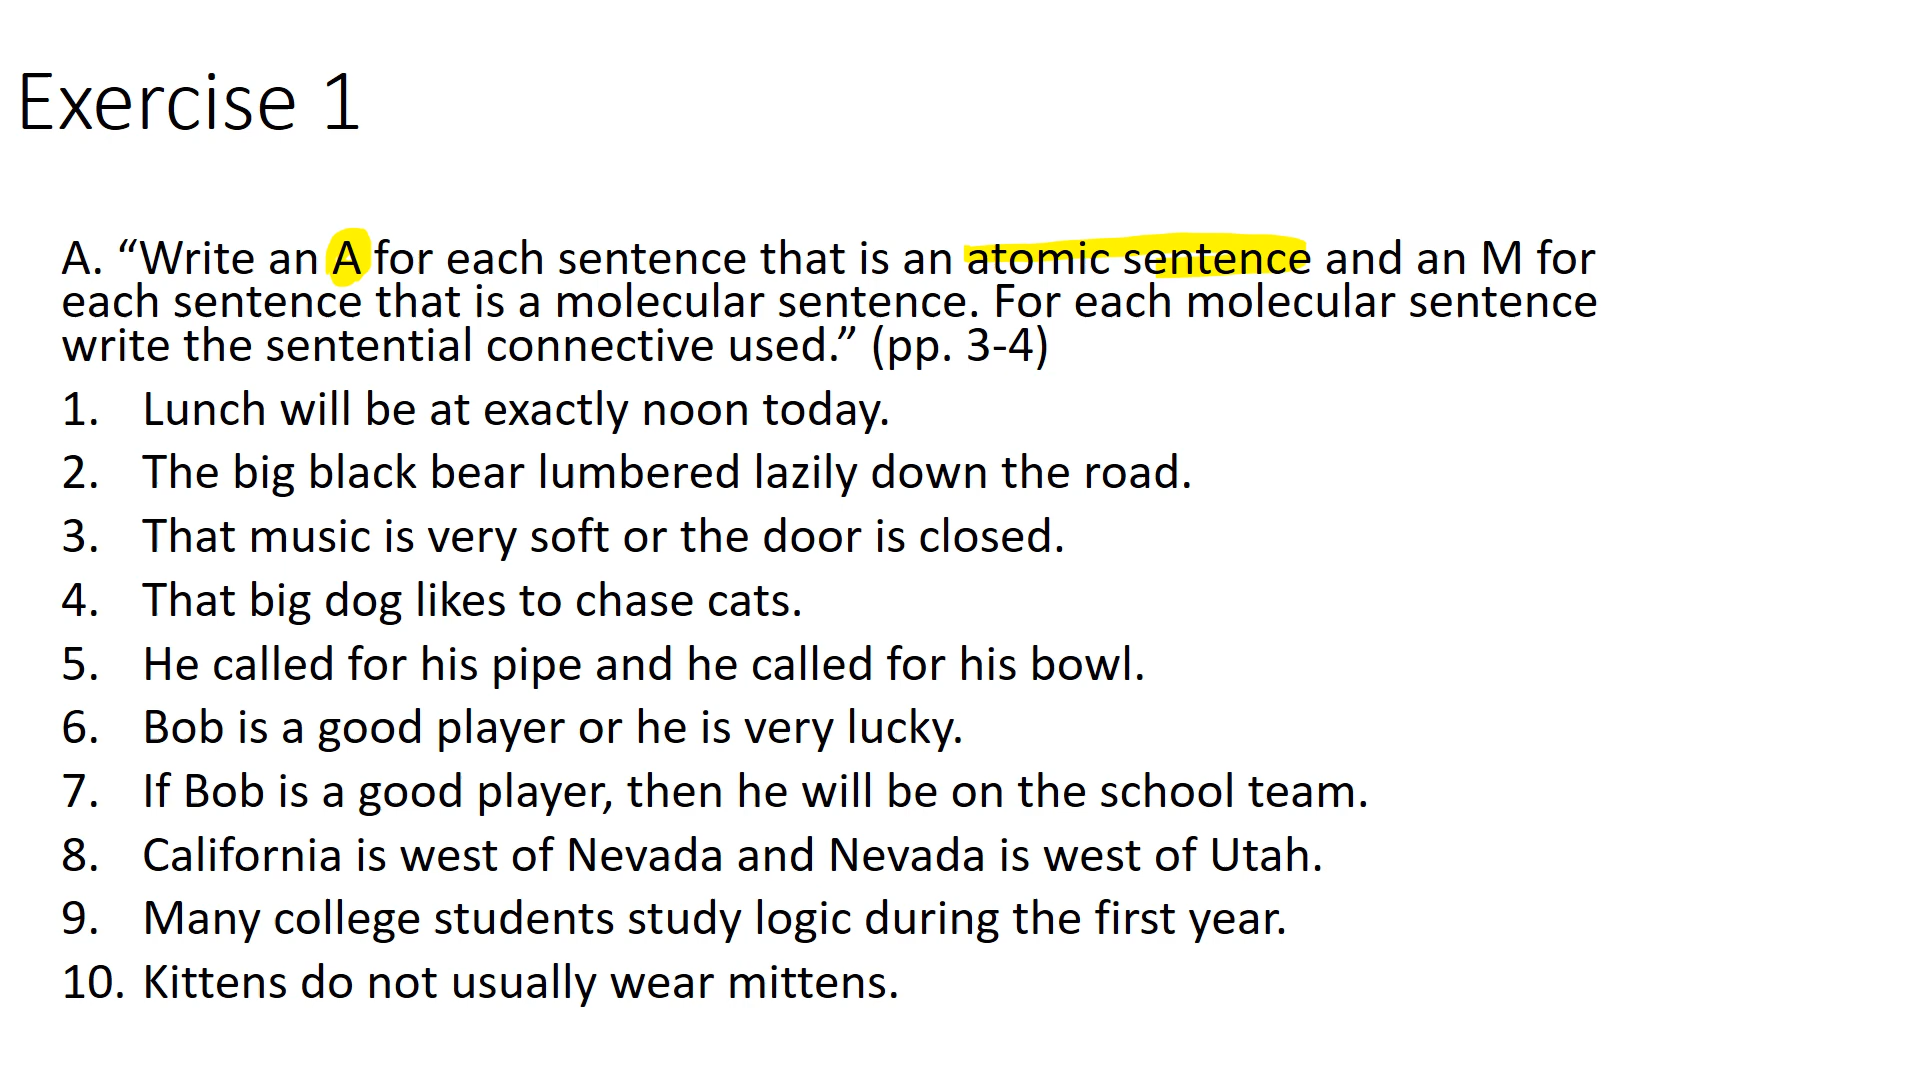 Exercise 1
A. “Write an A for each sentence that is an atomic sentence and an M for
each sentence that is a molecular sentence. For each molecular sentence
write the sentential connective used.” (pp. 3-4)
1. Lunch will be at exactly noon today.
2. The big black bear lumbered lazily down the road.
3. That music is very soft or the door is closed.
4. That big dog likes to chase cats.
5. He called for his pipe and he called for his bowl.
6. Bob is a good player or he is very lucky.
7. If Bob is a good player, then he will be on the school team.
8. California is west of Nevada and Nevada is west of Utah.
9. Many college students study logic during the first year.
10. Kittens do not usually wear mittens.